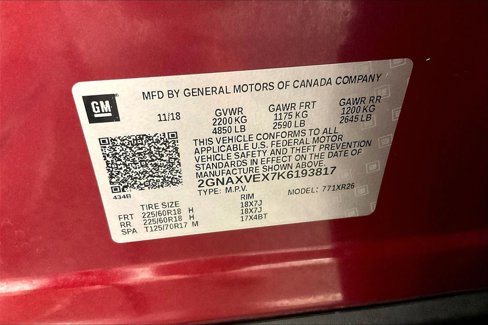 MFD BY GENERAL MOTORS OF CANADA COMPANY
GM
11/18 GVWR GAWR FRT GAWR RR
2200 KG 1175 KG 1200 KG
4850 LB 2590 LB 2645 LB
THIS VEHICLE CONFORMS TO ALL
APPLICABLE U.S. FEDERAL MOTOR
VEHICLE SAFETY AND THEFT PREVENTION
STANDARDS IN EFFECT ON THE DATE OF
MANUFACTURE SHOWN ABOVE.
2GNAXVEX7K6193817
434B
TYPE: M.P.V. MODEL: 771XR26
TIRE SIZE RIM
FRT 225/60R18 H 18X7J
RR 225/60R18 H 18X7J
SPA T125/70R17 M 17X4BT